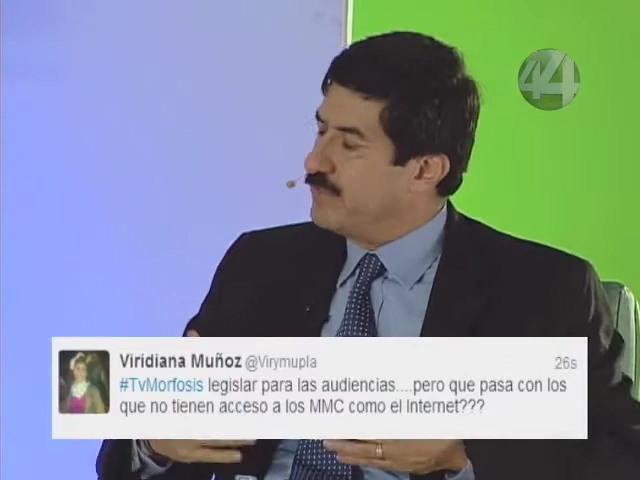 44
Viridiana Muñoz @Virymupla 26s
#TvMorfosis legislar para las audiencias....pero que pasa con los
que no tienen acceso a los MMC como el Internet???